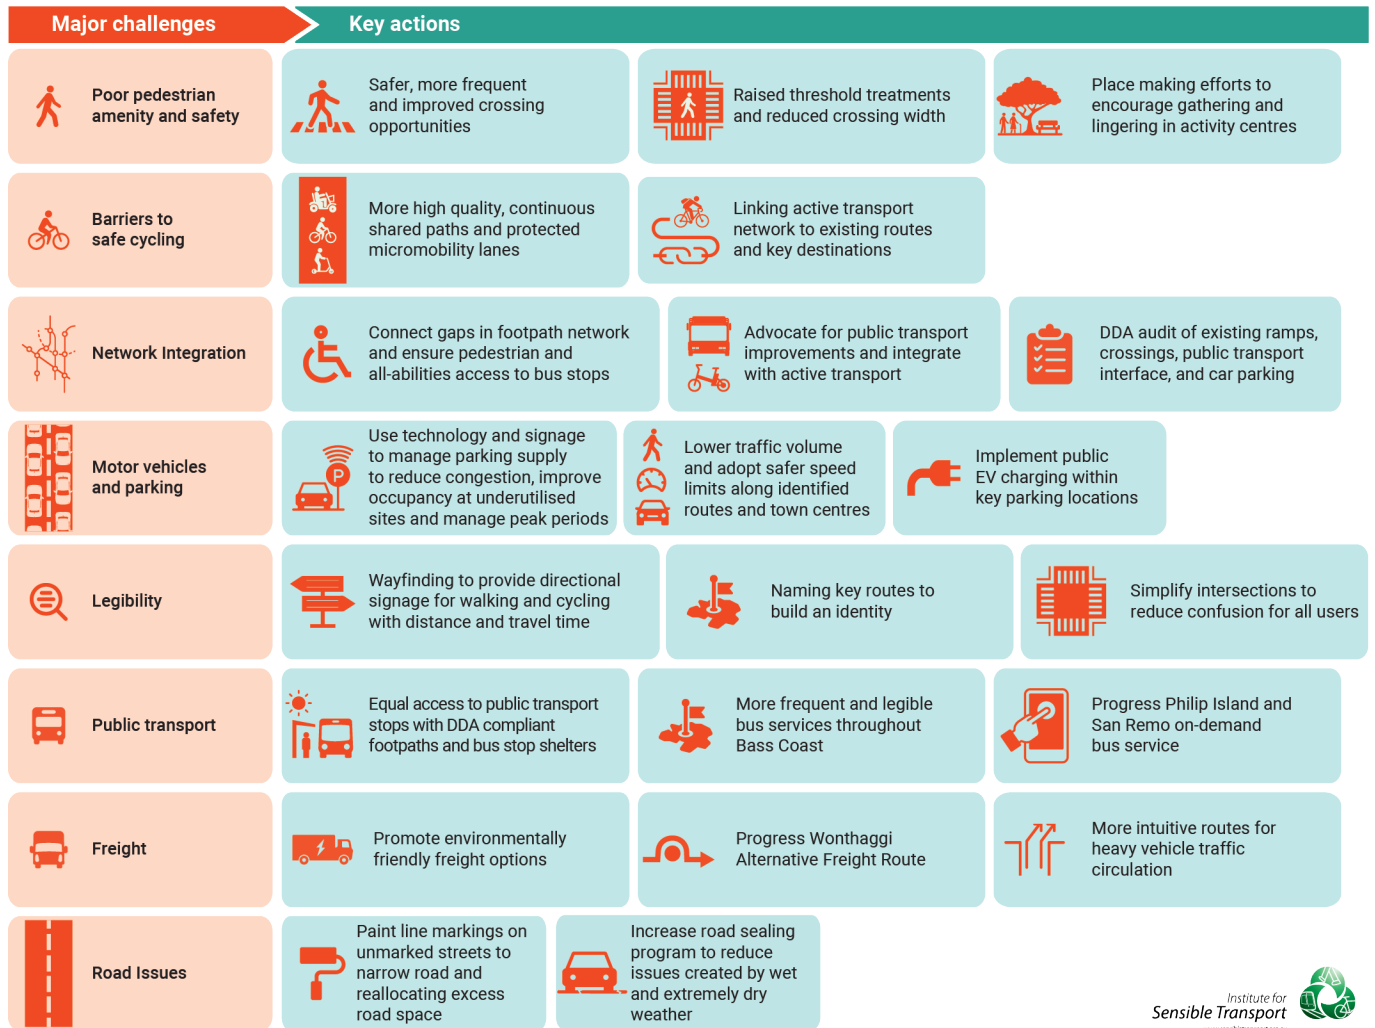 Major challenges
Key actions
Poor pedestrian
amenity and safety
Safer, more frequent
and improved crossing
opportunities
Raised threshold treatments
and reduced crossing width
Place making efforts to
encourage gathering and
lingering in activity centres
Barriers to
safe cycling
More high quality, continuous
shared paths and protected
micromobility lanes
Linking active transport
network to existing routes
and key destinations
Network Integration
Connect gaps in footpath network
and ensure pedestrian and
all-abilities access to bus stops
Advocate for public transport
improvements and integrate
with active transport
DDA audit of existing ramps,
crossings, public transport
interface, and car parking
Motor vehicles
and parking
P
Use technology and signage
to manage parking supply
to reduce congestion, improve
occupancy at underutilised
sites and manage peak periods
Lower traffic volume
and adopt safer speed
limits along identified
routes and town centres
Implement public
EV charging within
key parking locations
Legibility
Wayfinding to provide directional
signage for walking and cycling
with distance and travel time
Naming key routes to
build an identity
Simplify intersections to
reduce confusion for all users
Public transport
Equal access to public transport
stops with DDA compliant
footpaths and bus stop shelters
More frequent and legible
bus services throughout
Bass Coast
Progress Philip Island and
San Remo on-demand
bus service
Freight
Promote environmentally
friendly freight options
Progress Wonthaggi
Alternative Freight Route
More intuitive routes for
heavy vehicle traffic
circulation
Road Issues
Paint line markings on
unmarked streets to
narrow road and
reallocating excess
road space
Increase road sealing
program to reduce
issues created by wet
and extremely dry
weather
Institute for
Sensible Transport